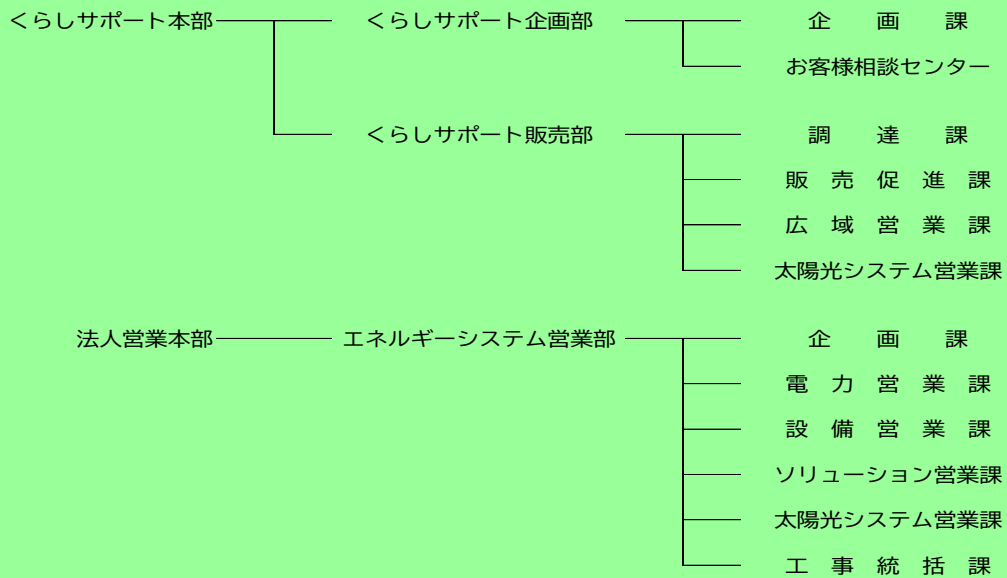 くらしサポート本部 くらしサポート企画部 企画課
お客様相談センター
くらしサポート販売部 調達課
販売促進課
広域営業課
太陽光システム営業課
法人営業本部 エネルギーシステム営業部 企画課
電力営業課
設備営業課
ソリューション営業課
太陽光システム営業課
工事統括課